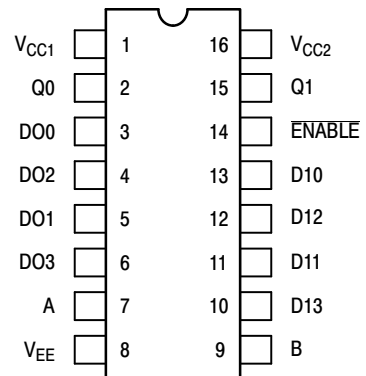 VCC1 1 16 VCC2
Q0 2 15 Q1
DO0 3 14 ENABLE
DO2 4 13 D10
DO1 5 12 D12
DO3 6 11 D11
A 7 10 D13
VEE 8 9 B